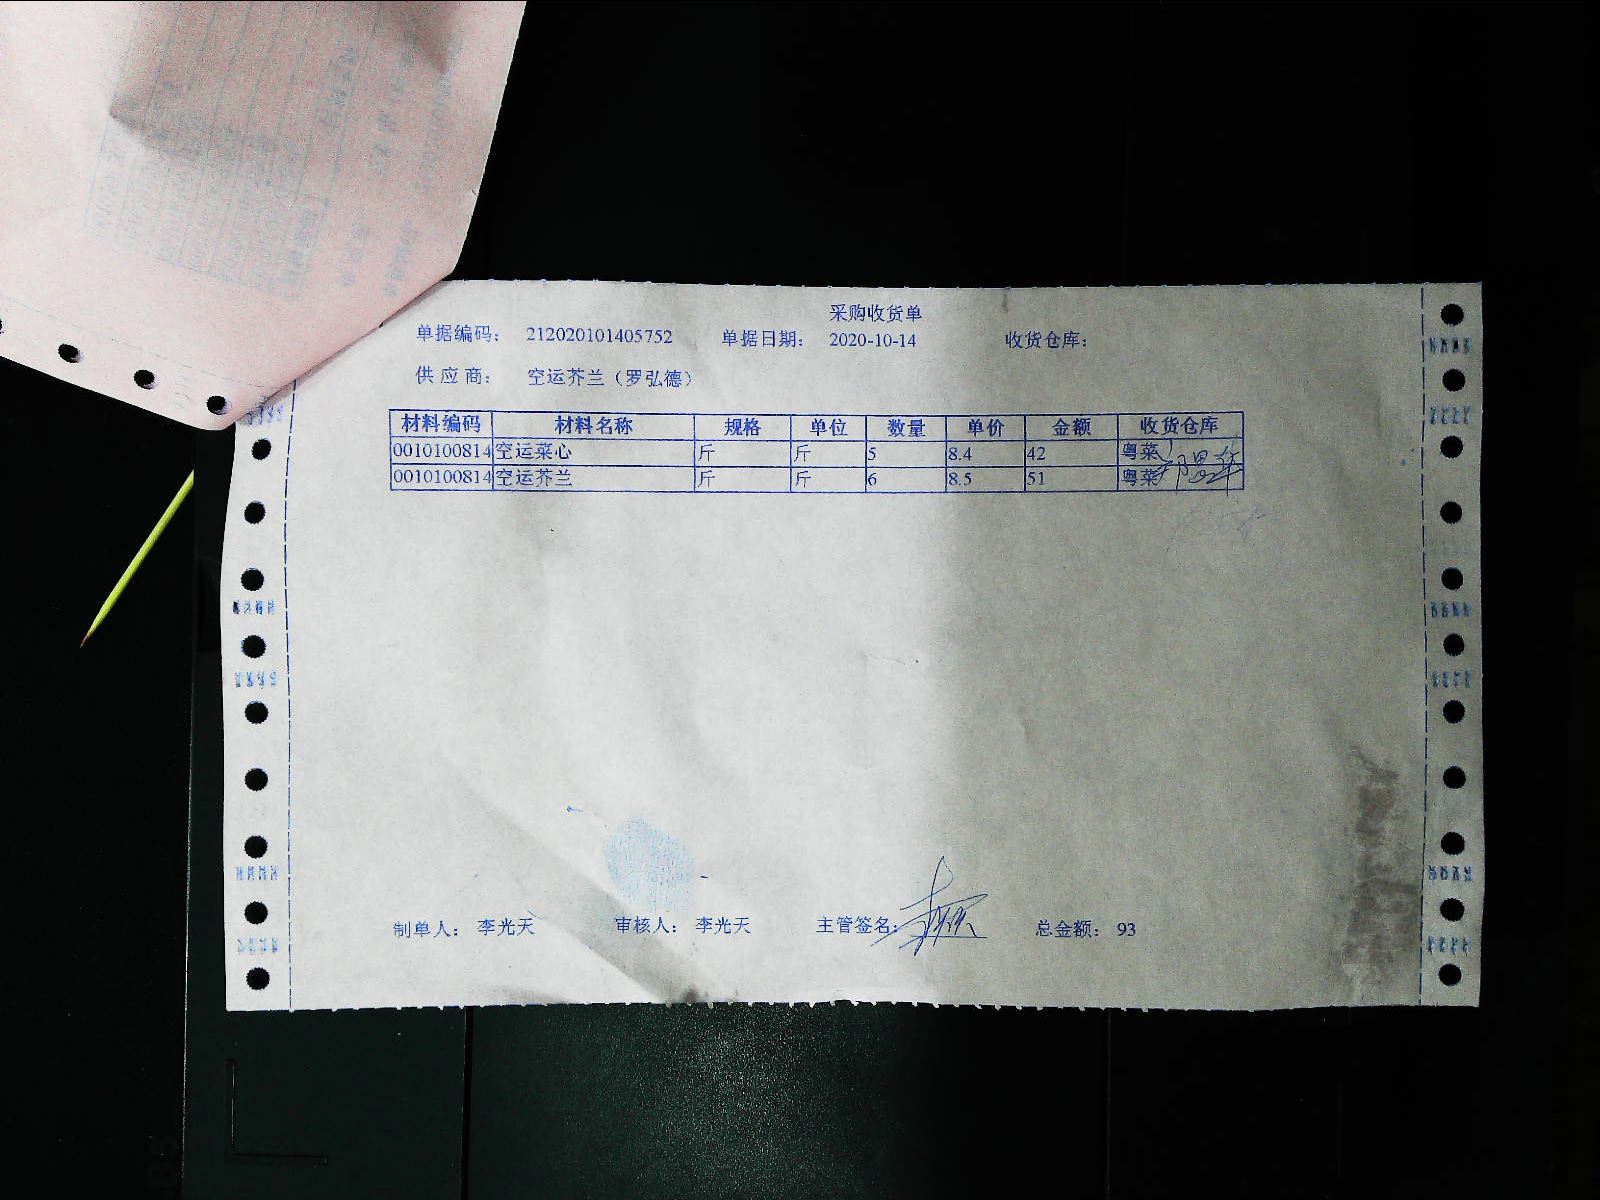 采购收货单
单据编码: 212020101405752 单据日期: 2020-10-14 收货仓库:
供应商: 空运芥兰（罗弘德）
材料编码 材料名称 规格 单位 数量 单价 金额 收货仓库
0010100814 空运菜心 斤 斤 5 8.4 42 粤菜
0010100814 空运芥兰 斤 斤 6 8.5 51 粤菜
制单人: 李光天 审核人: 李光天 主管签名: 总金额: 93